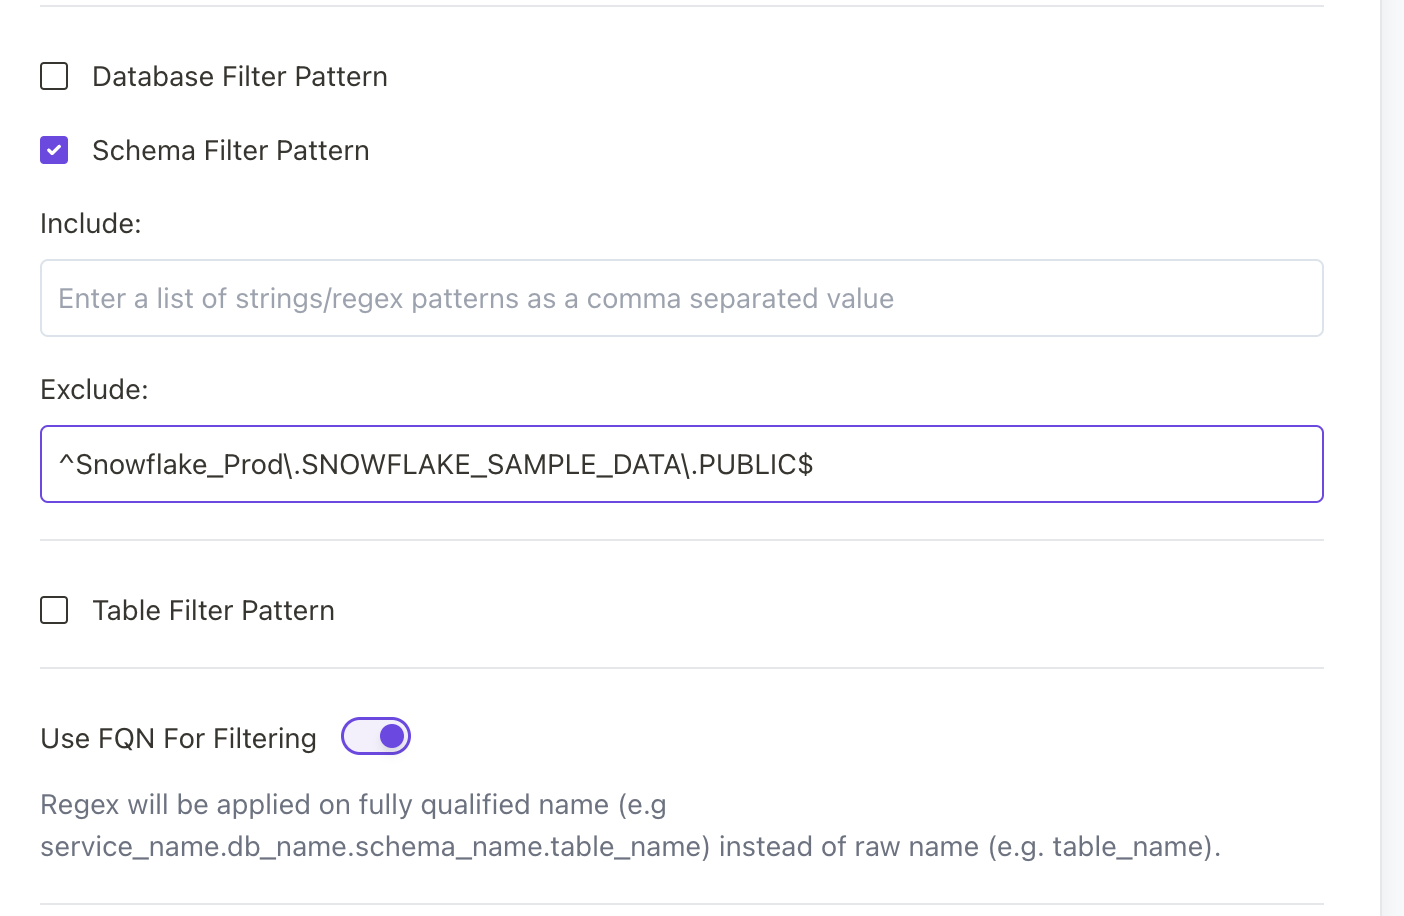 Database Filter Pattern
Schema Filter Pattern
Include:
Enter a list of strings/regex patterns as a comma separated value
Exclude:
^Snowflake_Prod\.SNOWFLAKE_SAMPLE_DATA\.PUBLIC$
Table Filter Pattern
Use FQN For Filtering
Regex will be applied on fully qualified name (e.g
service_name.db_name.schema_name.table_name) instead of raw name (e.g. table_name).